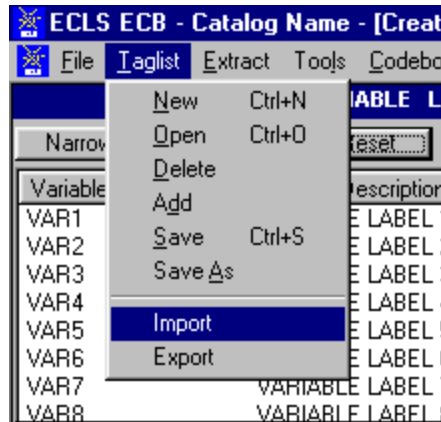 ECLS ECB - Catalog Name - [Creat
File Taglist Extract Tools Codebo
ABLE L
New Ctrl+N
Narrow
Open Ctrl+O
Reset
Delete
Variable
Description
Add
VAR1 E LABEL
Save Ctrl+S
VAR2 E LABEL
Save As
VAR3 E LABEL
VAR4 E LABEL
Import
VAR5 E LABEL
VAR6 E LABEL
Export
VAR7 VARIABLE LABEL
VAR8 VARIABLE LABEL